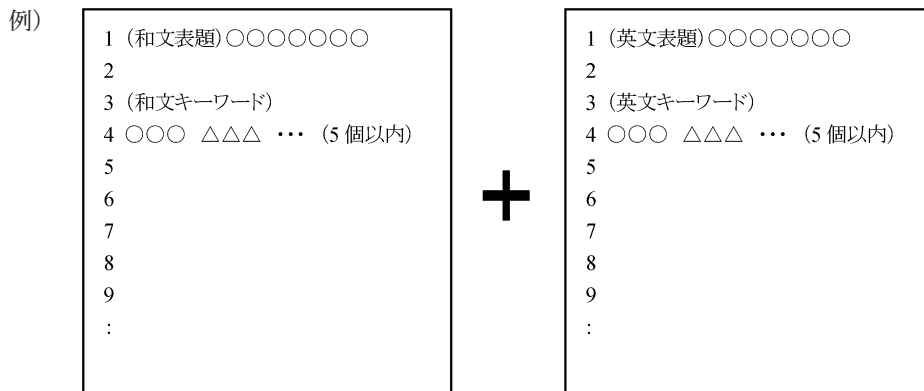 例)
1 (和文表題)○○○○○○○
2
3 (和文キーワード)
4 ○○○ △△△ ・・・ (5個以内)
5
6
7
8
9
:
+
1 (英文表題)○○○○○○○
2
3 (英文キーワード)
4 ○○○ △△△ ・・・ (5個以内)
5
6
7
8
9
: